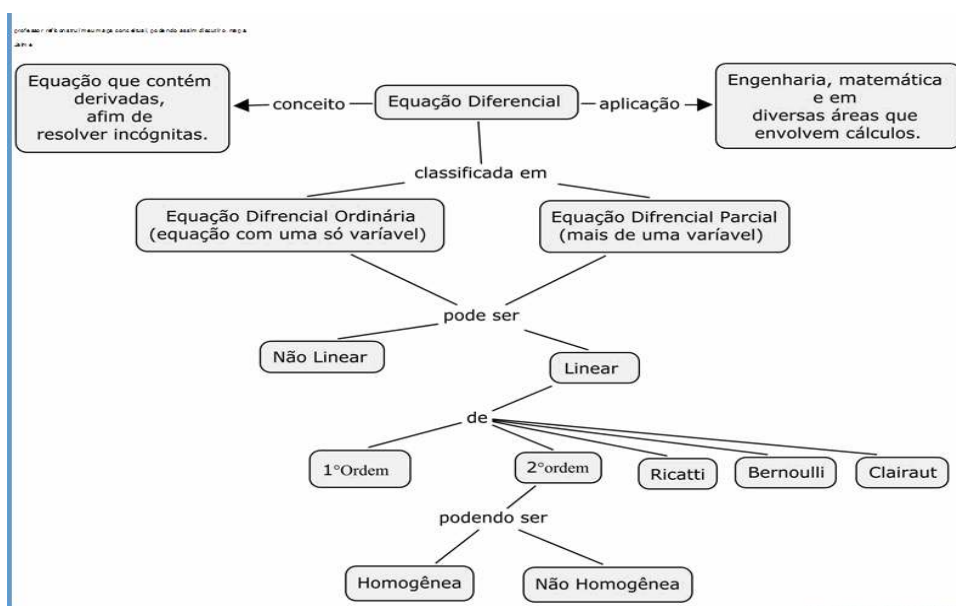 Equação que contém
derivadas,
afim de
resolver incógnitas.
conceito
Equação Diferencial
aplicação
Engenharia, matemática
e em
diversas áreas que
envolvem cálculos.
classificada em
Equação Difrencial Ordinária
(equação com uma só varíavel)
Equação Difrencial Parcial
(mais de uma varíavel)
pode ser
Não Linear
Linear
de
1°Ordem
2°ordem
Ricatti
Bernoulli
Clairaut
podendo ser
Homogênea
Não Homogênea